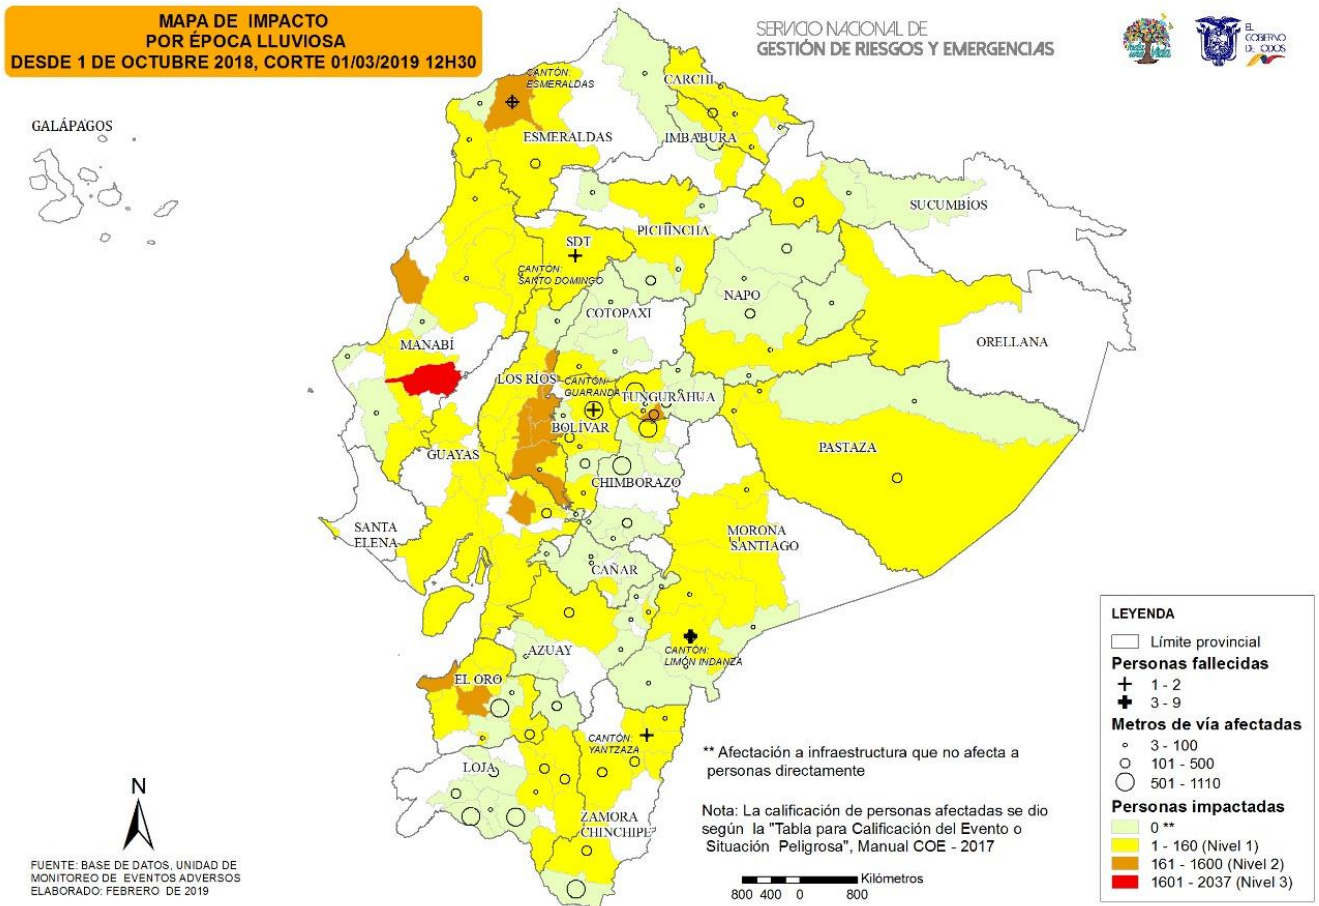 MAPA DE IMPACTO
POR ÉPOCA LLUVIOSA
DESDE 1 DE OCTUBRE 2018, CORTE 01/03/2019 12H30
SERVICIO NACIONAL DE
GESTIÓN DE RIESGOS Y EMERGENCIAS
EL
GOBIERNO
DE TODOS
GALÁPAGOS
CANTÓN:
ESMERALDAS
CARCHI
ESMERALDAS
IMBABURA
SUCUMBÍOS
PICHINCHA
SDT
CANTÓN:
SANTO DOMINGO
NAPO
COTOPAXI
ORELLANA
MANABÍ
LOS RÍOS
CANTÓN:
GUARANDA
TUNGURAHUA
BOLÍVAR
PASTAZA
GUAYAS
CHIMBORAZO
SANTA
ELENA
MORONA
SANTIAGO
CAÑAR
AZUAY
CANTÓN:
LIMÓN INDANZA
EL ORO
CANTÓN:
YANTZAZA
LOJA
ZAMORA
CHINCHIPE
** Afectación a infraestructura que no afecta a
personas directamente
Nota: La calificación de personas afectadas se dio
según la "Tabla para Calificación del Evento o
Situación Peligrosa", Manual COE - 2017
Kilómetros
800 400 0 800
N
FUENTE: BASE DE DATOS, UNIDAD DE
MONITOREO DE EVENTOS ADVERSOS
ELABORADO: FEBRERO DE 2019
LEYENDA
Límite provincial
Personas fallecidas
1 - 2
3 - 9
Metros de vía afectadas
3 - 100
101 - 500
501 - 1110
Personas impactadas
0 **
1 - 160 (Nivel 1)
161 - 1600 (Nivel 2)
1601 - 2037 (Nivel 3)